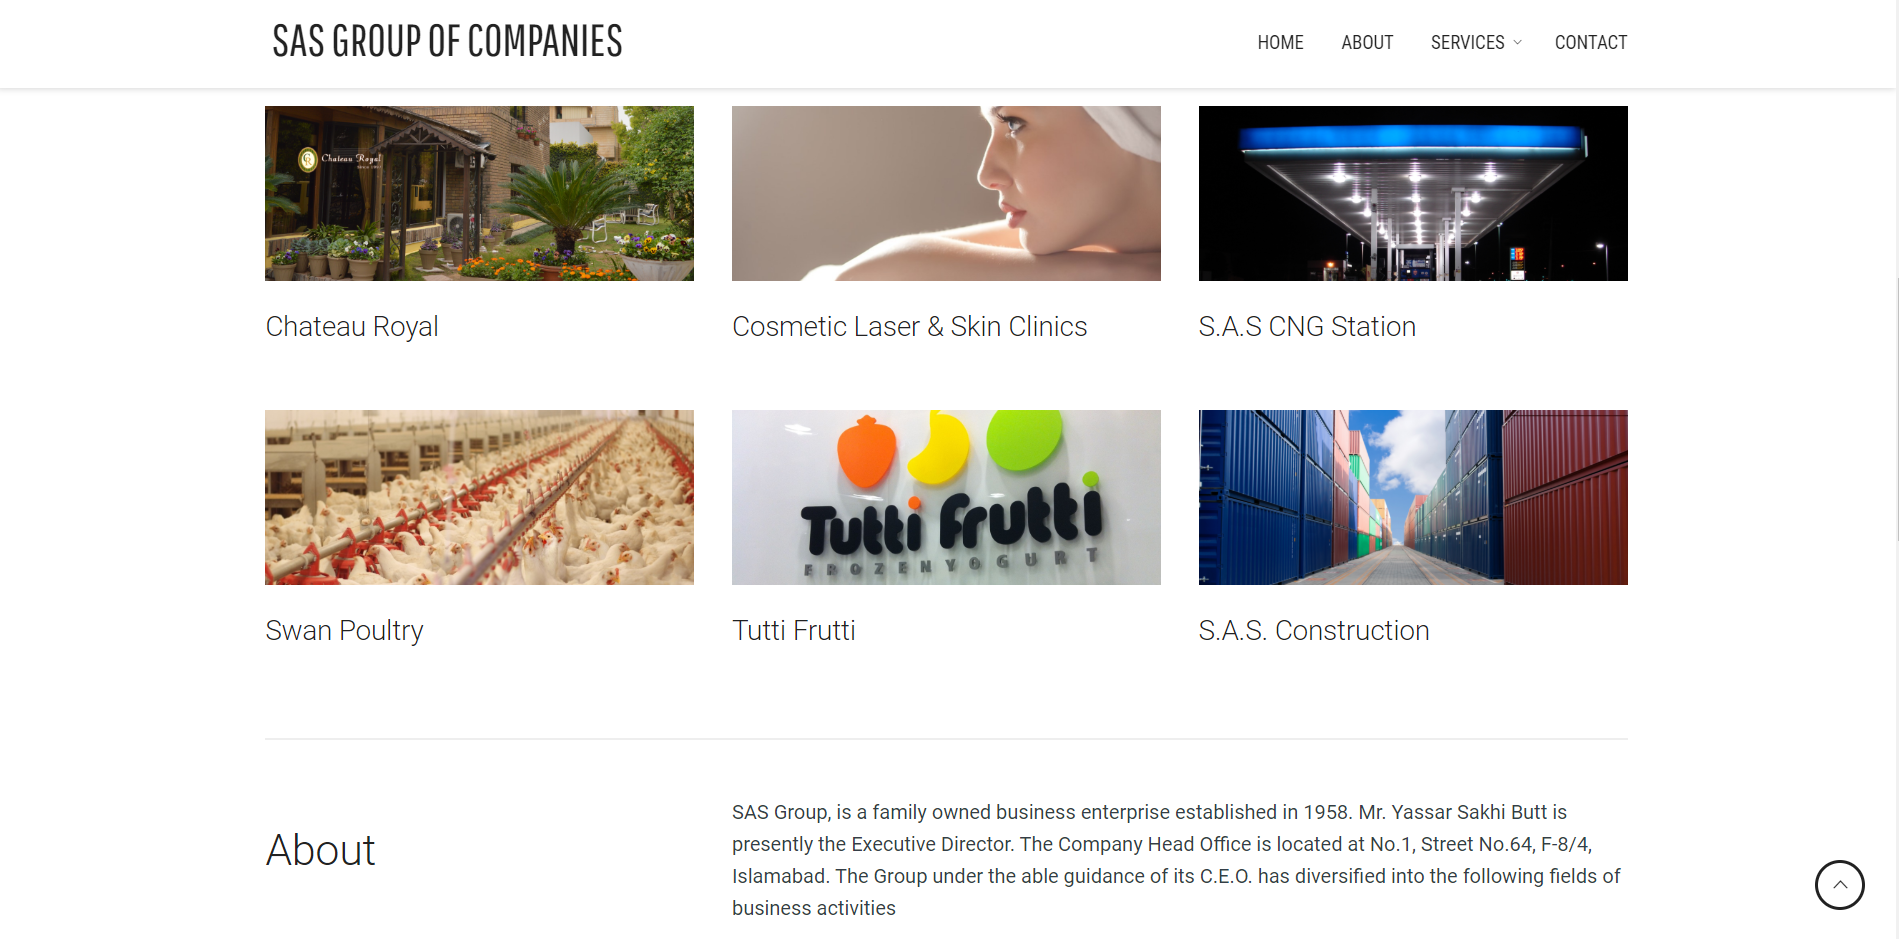 SAS GROUP OF COMPANIES
HOME ABOUT SERVICES CONTACT
Chateau Royal
Chateau Royal Cosmetic Laser & Skin Clinics S.A.S CNG Station
Tutti Frutti
FROZENYOGURT
Swan Poultry Tutti Frutti S.A.S. Construction
About
SAS Group, is a family owned business enterprise established in 1958. Mr. Yassar Sakhi Butt is
presently the Executive Director. The Company Head Office is located at No.1, Street No.64, F-8/4,
Islamabad. The Group under the able guidance of its C.E.O. has diversified into the following fields of
business activities